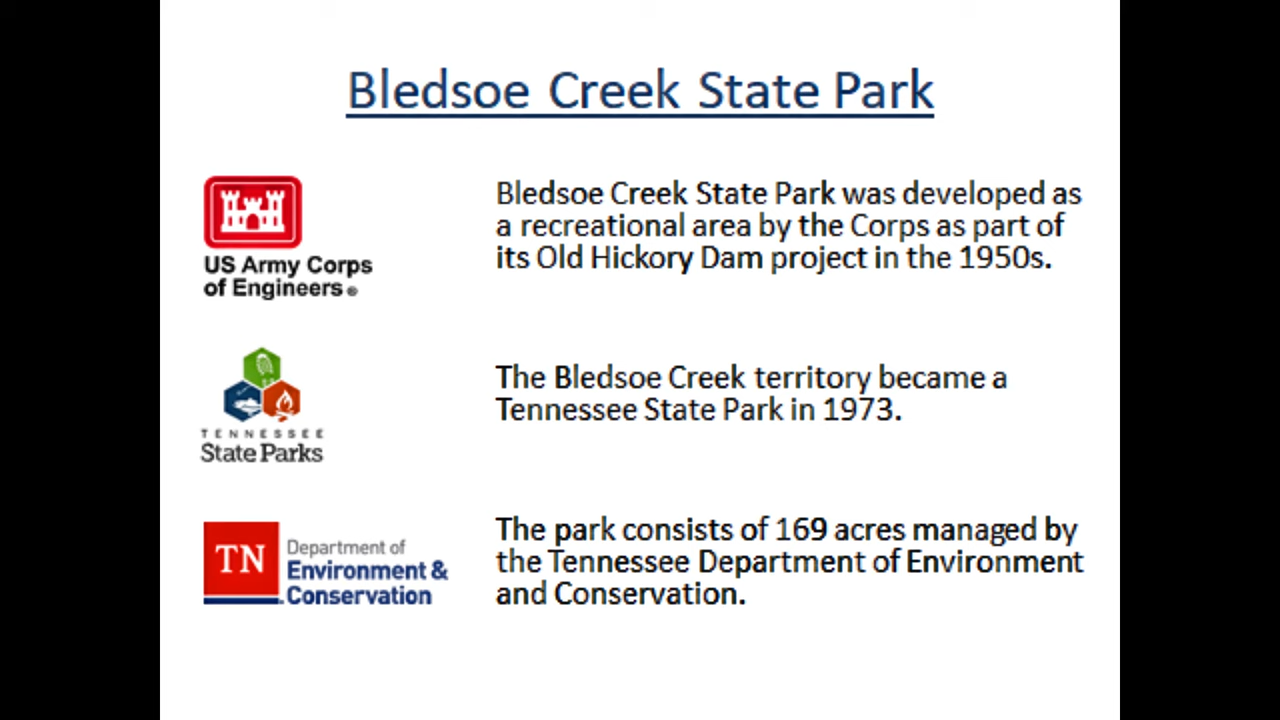 Bledsoe Creek State Park
US Army Corps
of Engineers®
Bledsoe Creek State Park was developed as
a recreational area by the Corps as part of
its Old Hickory Dam project in the 1950s.
TENNESSEE
State Parks
The Bledsoe Creek territory became a
Tennessee State Park in 1973.
TN
Department of
Environment &
Conservation
The park consists of 169 acres managed by
the Tennessee Department of Environment
and Conservation.